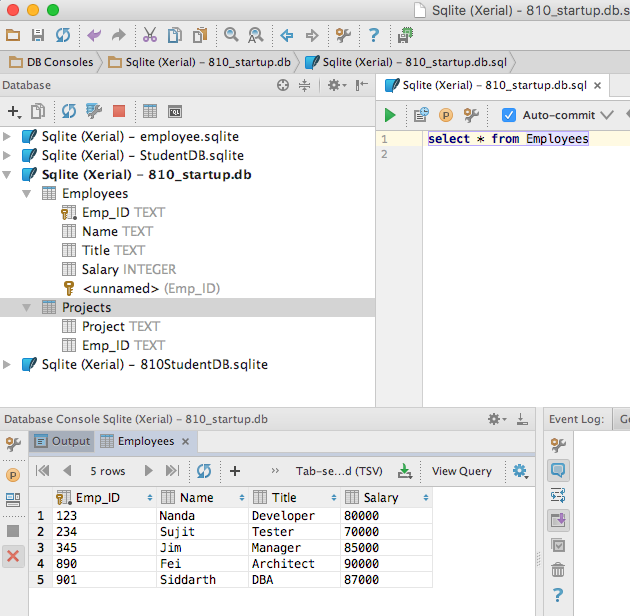 Sqlite (Xerial) – 810_startup.db.s
DB Consoles Sqlite (Xerial) – 810_startup.db Sqlite (Xerial) – 810_startup.db.sql
Database
Sqlite (Xerial) – 810_startup.db.sql
Auto-commit
Sqlite (Xerial) – employee.sqlite
Sqlite (Xerial) – StudentDB.sqlite
Sqlite (Xerial) – 810_startup.db
Employees
Emp_ID TEXT
Name TEXT
Title TEXT
Salary INTEGER
<unnamed> (Emp_ID)
Projects
Project TEXT
Emp_ID TEXT
Sqlite (Xerial) – 810StudentDB.sqlite
1 select * from Employees
2
Database Console Sqlite (Xerial) – 810_startup.db
Output Employees
5 rows Tab-se...d (TSV) View Query
Emp_ID Name Title Salary
1 123 Nanda Developer 80000
2 234 Sujit Tester 70000
3 345 Jim Manager 85000
4 890 Fei Architect 90000
5 901 Siddarth DBA 87000
Event Log: